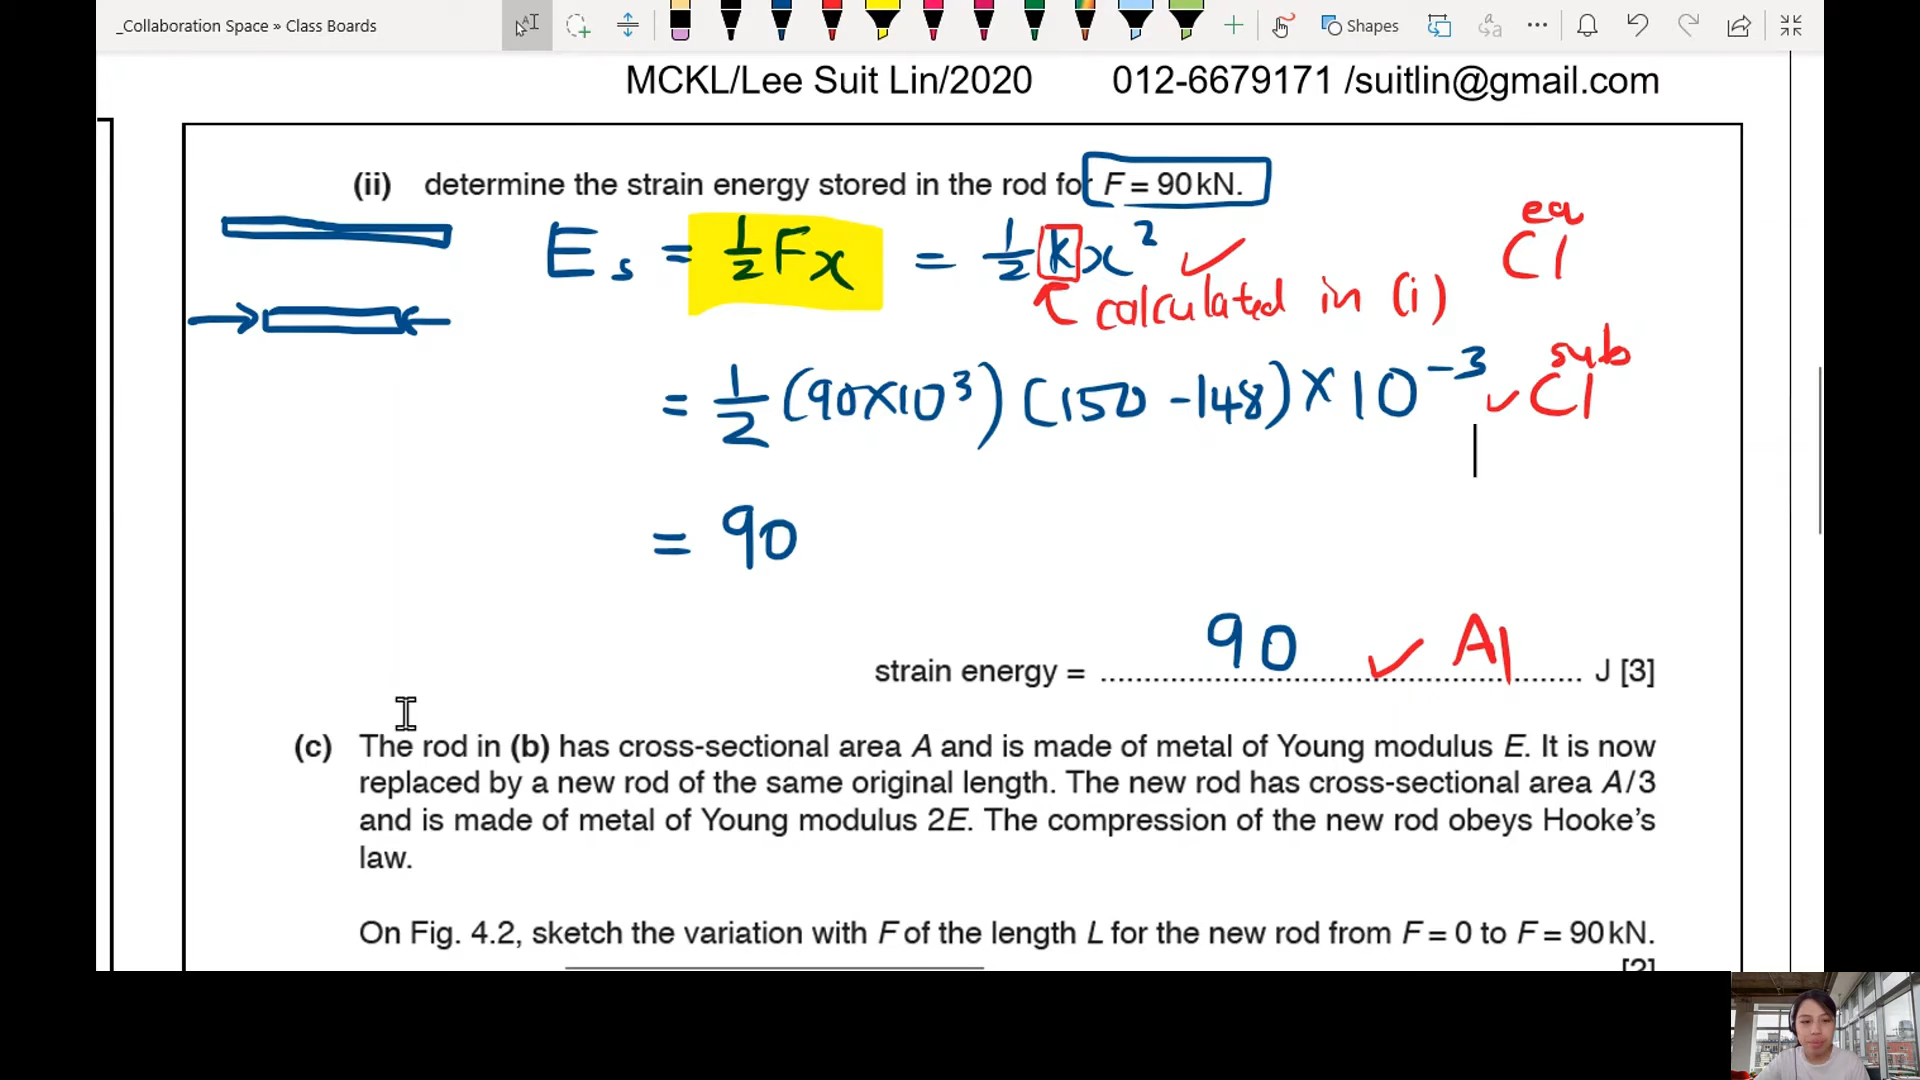 _Collaboration Space » Class Boards
Shapes
MCKL/Lee Suit Lin/2020 012-6679171 /suitlin@gmail.com
(ii) determine the strain energy stored in the rod for F = 90 kN.
E_s = ½Fx = ½kx² ✓ eq C1
calculated in (i)
= ½ (90×10³) (150 - 148) × 10⁻³ ✓ sub C1
= 90
strain energy = 90 ✓ A1 J [3]
(c) The rod in (b) has cross-sectional area A and is made of metal of Young modulus E. It is now
replaced by a new rod of the same original length. The new rod has cross-sectional area A/3
and is made of metal of Young modulus 2E. The compression of the new rod obeys Hooke's
law.
On Fig. 4.2, sketch the variation with F of the length L for the new rod from F = 0 to F = 90 kN.
[2]